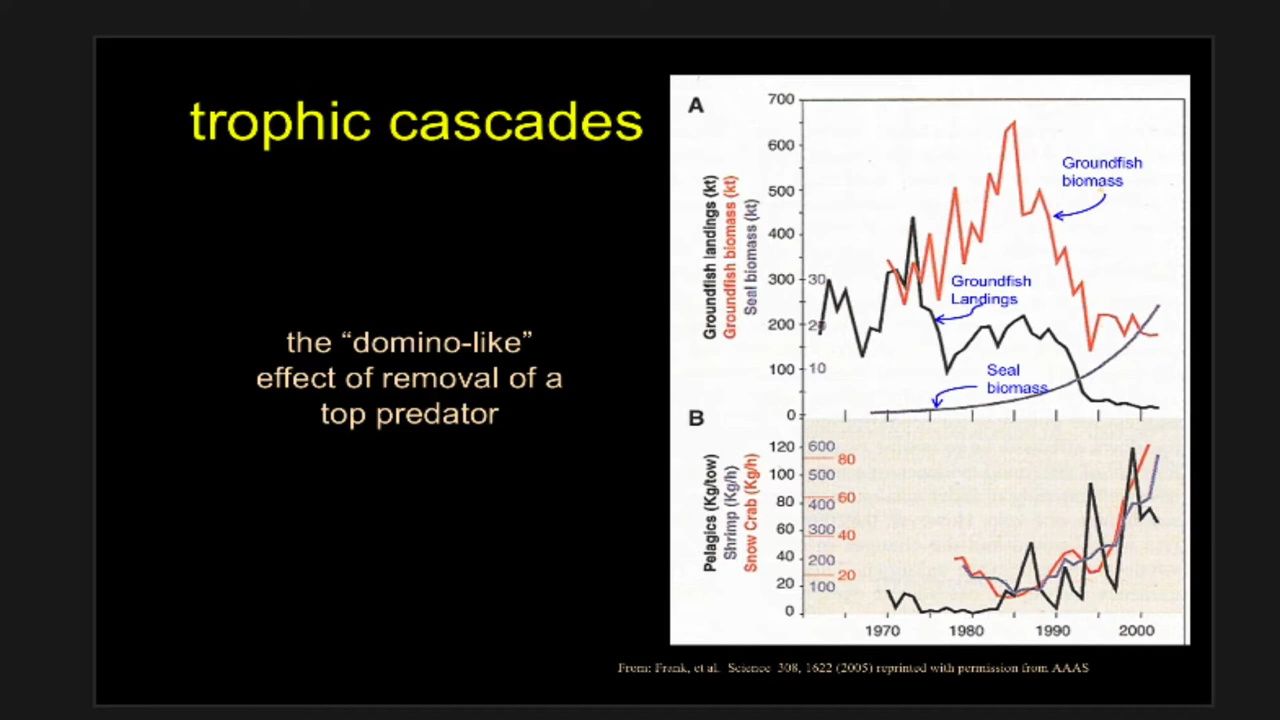 trophic cascades
the “domino-like”
effect of removal of a
top predator
A
Groundfish landings (kt)
Groundfish biomass (kt)
Seal biomass (kt)
700
600
500
400
300
200
100
0
30
20
10
Groundfish
biomass
Groundfish
Landings
Seal
biomass
B
Pelagics (Kg/tow)
Shrimp (Kg/h)
Snow Crab (Kg/h)
120
100
80
60
40
20
0
600
500
400
300
200
100
80
60
40
20
1970 1980 1990 2000
From: Frank, et al. Science 308, 1622 (2005) reprinted with permission from AAAS